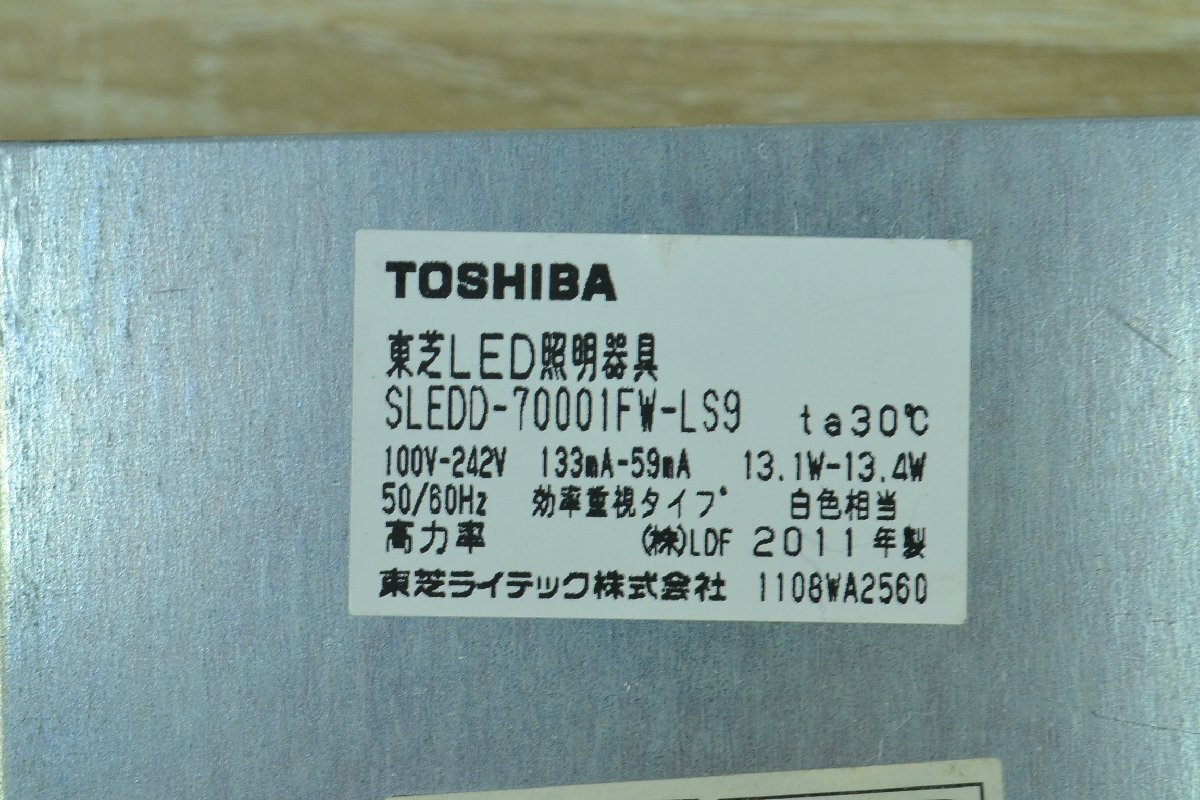 TOSHIBA
東芝LED照明器具
SLEDD-70001FW-LS9 ta30℃
100V-242V 133mA-59mA 13.1W-13.4W
50/60Hz 効率重視タイプ 白色相当
高力率 (株)LDF 2011年製
東芝ライテック株式会社 1108WA2560